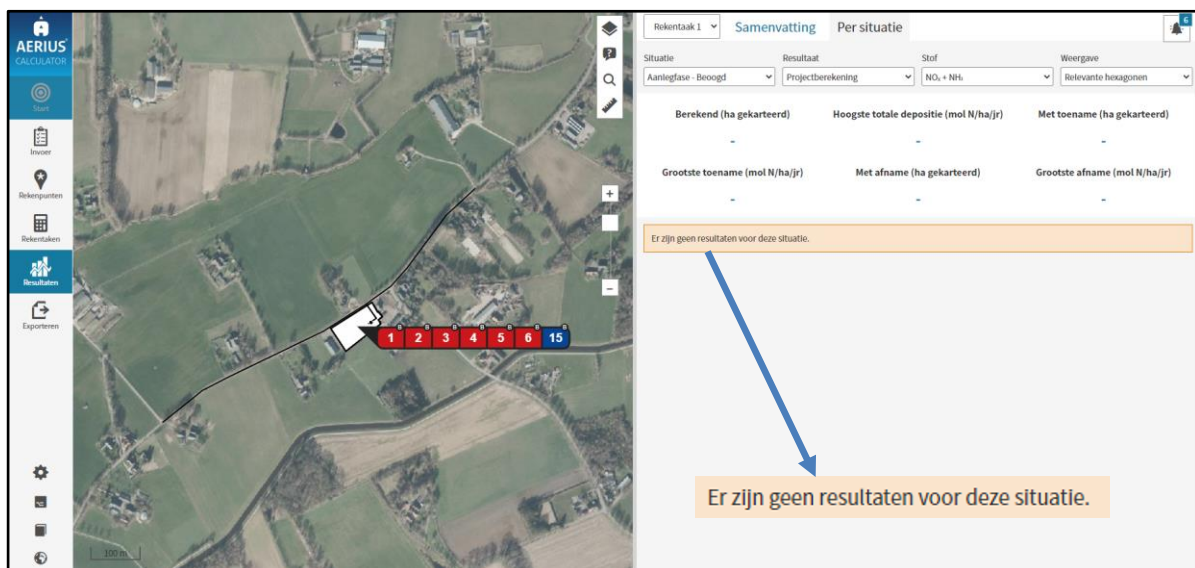 AERIUS
CALCULATOR
Start
Invoer
Rekenpunten
Rekentaken
Resultaten
Exporteren
1 2 3 4 5 6 15
B B B B B B B
+
−
100 m
Rekentaak 1 Samenvatting Per situatie 6
Situatie Resultaat Stof Weergave
Aanlegfase - Beoogd Projectberekening NOₓ + NH₃ Relevante hexagonen
Berekend (ha gekarteerd) Hoogste totale depositie (mol N/ha/jr) Met toename (ha gekarteerd)
- - -
Grootste toename (mol N/ha/jr) Met afname (ha gekarteerd) Grootste afname (mol N/ha/jr)
- - -
Er zijn geen resultaten voor deze situatie.
Er zijn geen resultaten voor deze situatie.